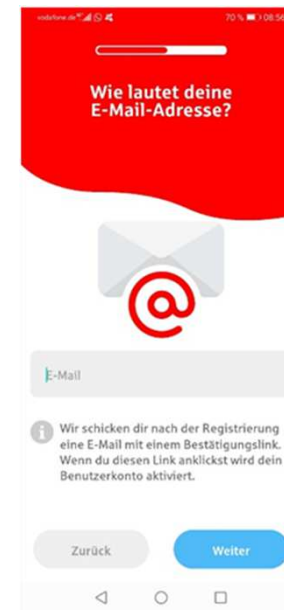 vodafone.de
70 % 08:56
Wie lautet deine
E-Mail-Adresse?
@
E-Mail
i
Wir schicken dir nach der Registrierung
eine E-Mail mit einem Bestätigungslink.
Wenn du diesen Link anklickst wird dein
Benutzerkonto aktiviert.
Zurück
Weiter